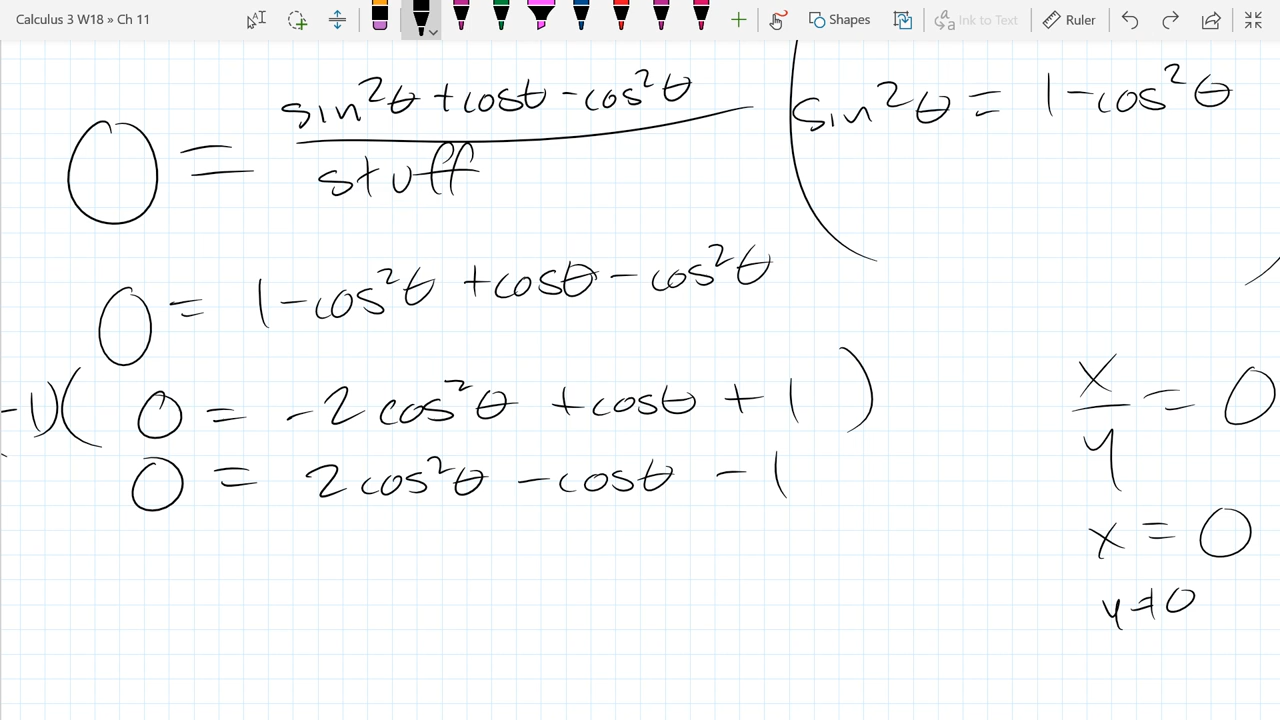 Calculus 3 W18 » Ch 11
Shapes
Ink to Text
Ruler
0 = (sin²θ + cosθ - cos²θ) / stuff
sin²θ = 1 - cos²θ
0 = 1 - cos²θ + cosθ - cos²θ
-1)( 0 = -2cos²θ + cosθ + 1 )
0 = 2cos²θ - cosθ - 1
x/y = 0
x = 0
y ≠ 0